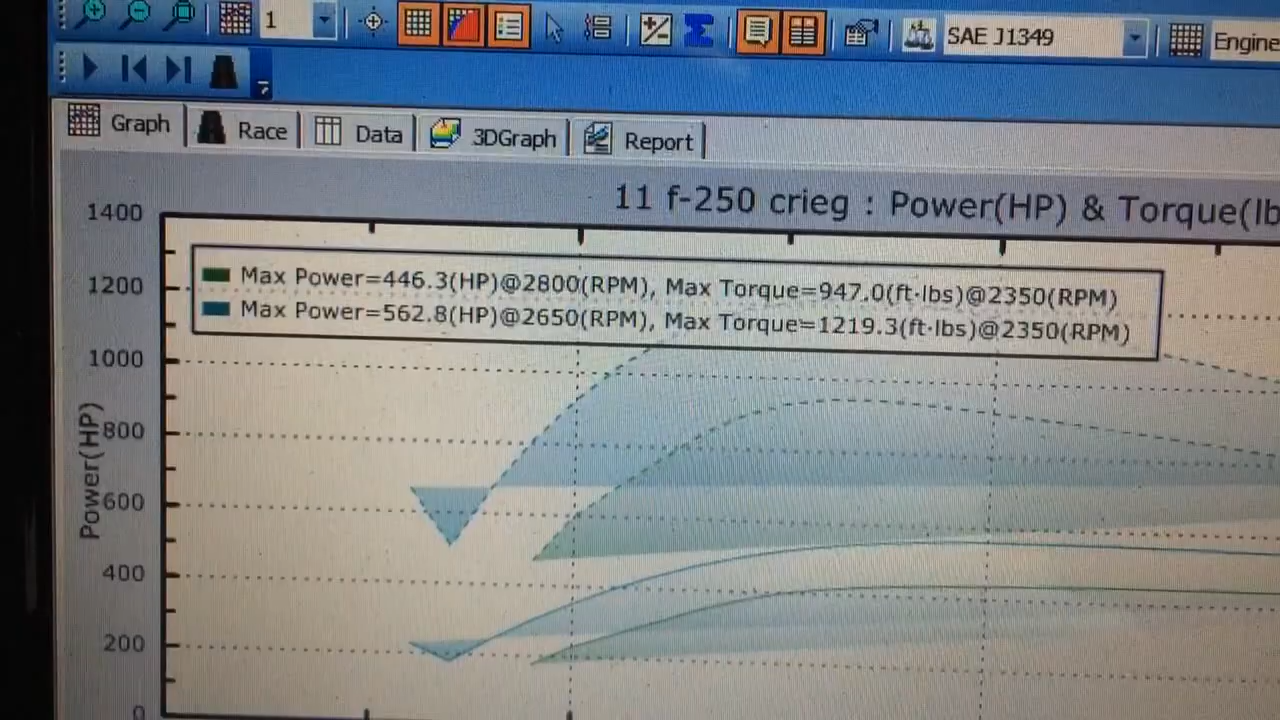 1 SAE J1349 Engine
Graph Race Data 3DGraph Report
11 f-250 crieg : Power(HP) & Torque(lb
1400
Max Power=446.3(HP)@2800(RPM), Max Torque=947.0(ft·lbs)@2350(RPM)
1200
Max Power=562.8(HP)@2650(RPM), Max Torque=1219.3(ft·lbs)@2350(RPM)
1000
800
Power(HP)
600
400
200
0